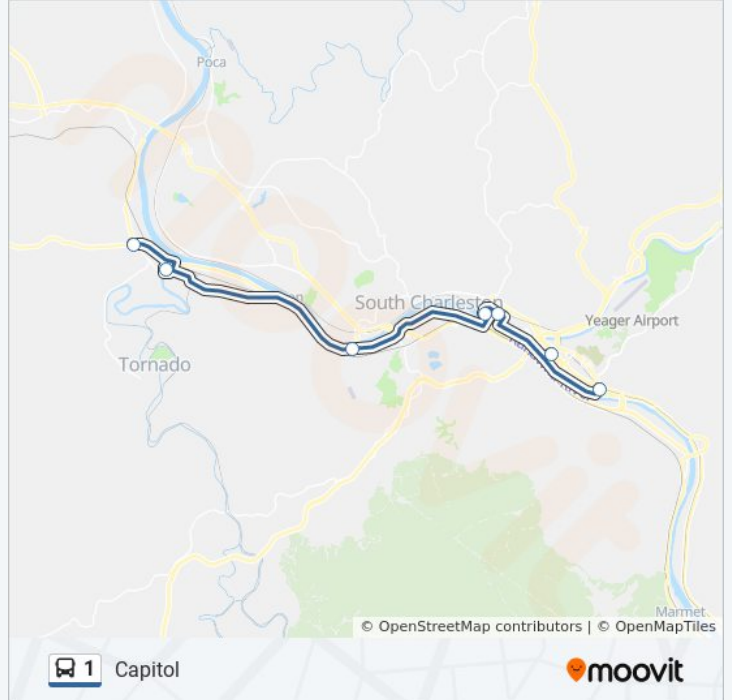 Poca
South Charleston
Yeager Airport
Tornado
Marmet
© OpenStreetMap contributors | © OpenMapTiles
1 Capitol
moovit